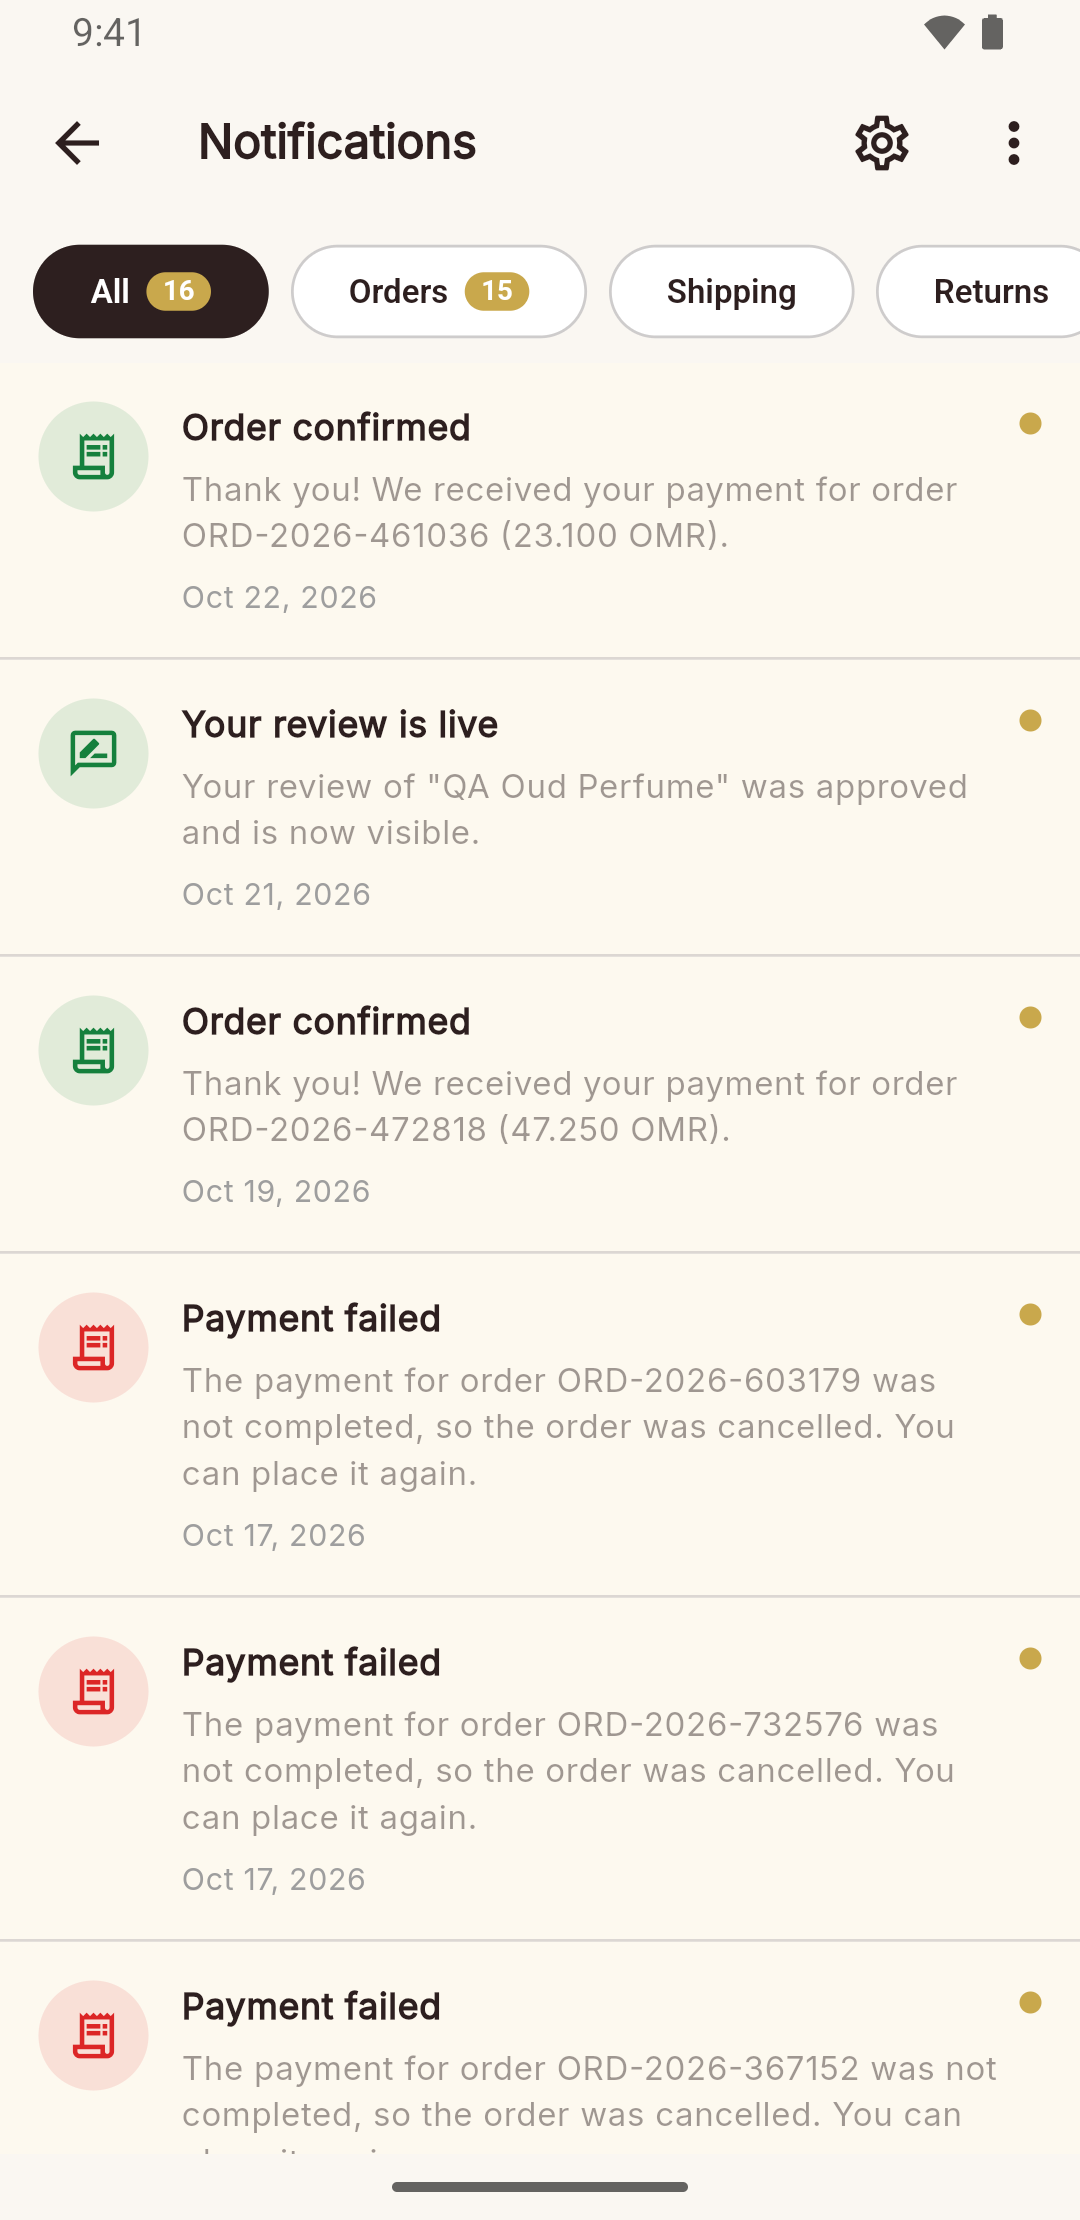 9:41
Notifications
All 16
Orders 15
Shipping
Returns
Order confirmed
Thank you! We received your payment for order
ORD-2026-461036 (23.100 OMR).
Oct 22, 2026
Your review is live
Your review of "QA Oud Perfume" was approved
and is now visible.
Oct 21, 2026
Order confirmed
Thank you! We received your payment for order
ORD-2026-472818 (47.250 OMR).
Oct 19, 2026
Payment failed
The payment for order ORD-2026-603179 was
not completed, so the order was cancelled. You
can place it again.
Oct 17, 2026
Payment failed
The payment for order ORD-2026-732576 was
not completed, so the order was cancelled. You
can place it again.
Oct 17, 2026
Payment failed
The payment for order ORD-2026-367152 was not
completed, so the order was cancelled. You can